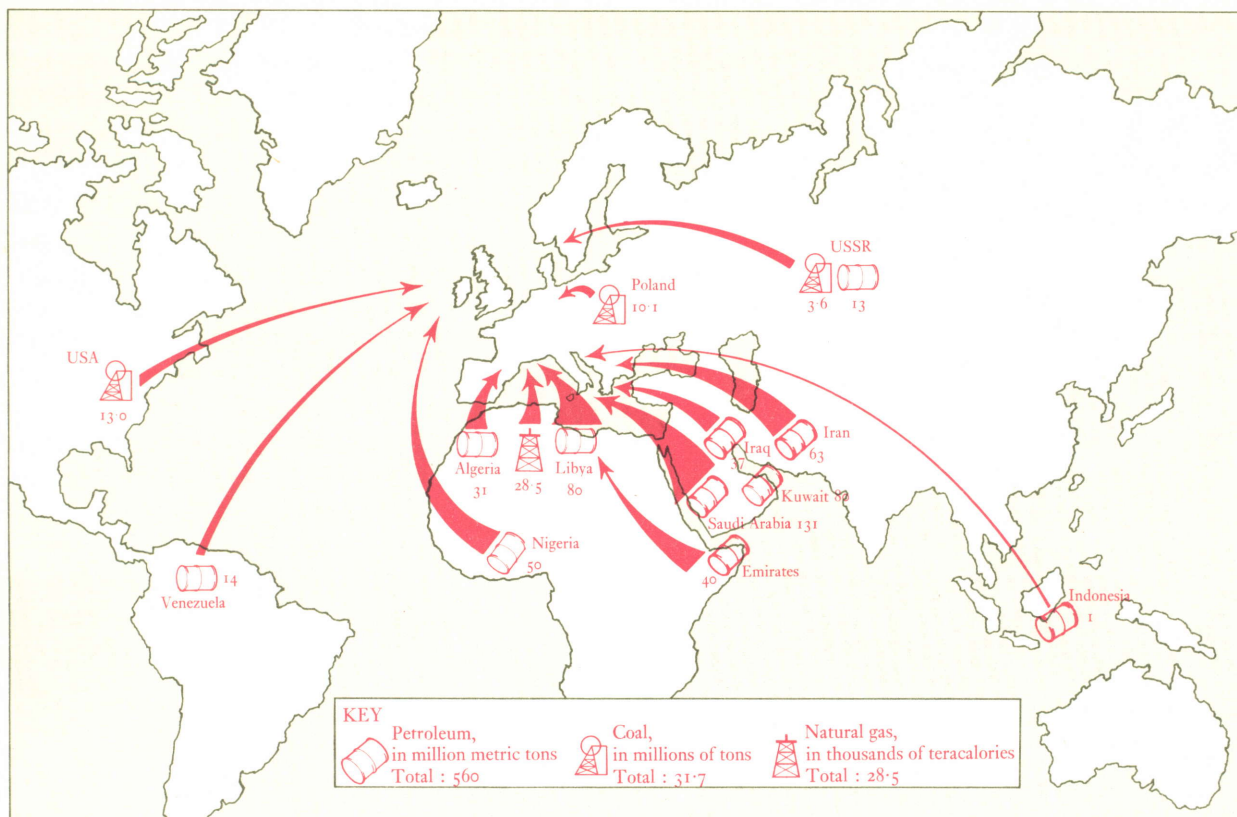 USSR
3·6
13
Poland
10·1
USA
13·0
Algeria
31
28·5
Libya
80
Iraq
37
Iran
63
Kuwait
Saudi Arabia 131
Nigeria
50
40
Emirates
14
Venezuela
Indonesia
1
KEY
Petroleum,
in million metric tons
Total : 560
Coal,
in millions of tons
Total : 31·7
Natural gas,
in thousands of teracalories
Total : 28·5